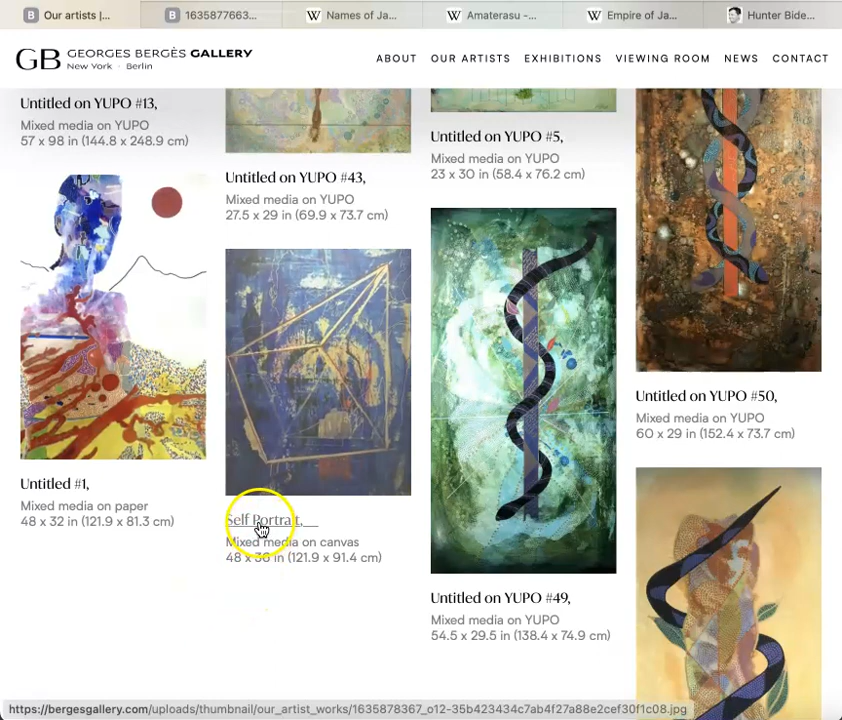 Our artists |...
1635877663...
Names of Ja...
Amaterasu -...
Empire of Ja...
Hunter Bide...
GB GEORGES BERGÈS GALLERY
New York · Berlin
ABOUT OUR ARTISTS EXHIBITIONS VIEWING ROOM NEWS CONTACT
Untitled on YUPO #13,
Mixed media on YUPO
57 x 98 in (144.8 x 248.9 cm)
Untitled #1,
Mixed media on paper
48 x 32 in (121.9 x 81.3 cm)
Untitled on YUPO #43,
Mixed media on YUPO
27.5 x 29 in (69.9 x 73.7 cm)
Self Portrait,
Mixed media on canvas
48 x 36 in (121.9 x 91.4 cm)
Untitled on YUPO #5,
Mixed media on YUPO
23 x 30 in (58.4 x 76.2 cm)
Untitled on YUPO #49,
Mixed media on YUPO
54.5 x 29.5 in (138.4 x 74.9 cm)
Untitled on YUPO #50,
Mixed media on YUPO
60 x 29 in (152.4 x 73.7 cm)
https://bergesgallery.com/uploads/thumbnail/our_artist_works/1635878367_o12-35b423434c7ab4f27a88e2cef30f1c08.jpg